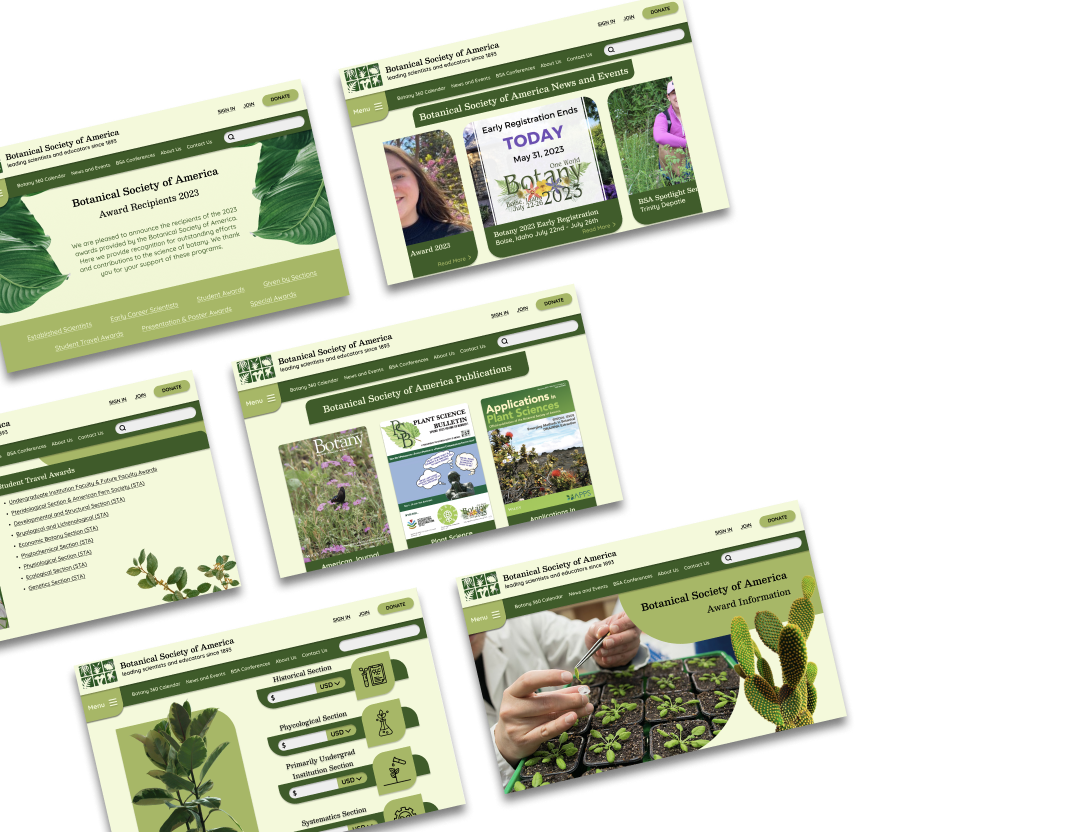 SIGN IN
JOIN
DONATE
Botanical Society of America
leading scientists and educators since 1893
Botany 360 Calendar
News and Events
BSA Conferences
About Us
Contact Us
Botanical Society of America
Award Recipients 2023
We are pleased to announce the recipients of the 2023
awards provided by the Botanical Society of America.
Here we provide recognition for outstanding efforts
and contributions to the science of botany. We thank
you for your support of these programs.
Established Scientists
Early Career Scientists
Student Awards
Given by Sections
Student Travel Awards
Presentation & Poster Awards
Special Awards
SIGN IN
JOIN
DONATE
Botanical Society of America
leading scientists and educators since 1893
Menu
Botany 360 Calendar
News and Events
BSA Conferences
About Us
Contact Us
Botanical Society of America News and Events
Award 2023
Read More >
Early Registration Ends
TODAY
May 31, 2023
One World
Botany
2023
Boise, Idaho
July 22-26
Botany 2023 Early Registration
Boise, Idaho July 22nd - July 26th
Read More >
BSA Spotlight Ser
Trinity Depatie
SIGN IN
JOIN
DONATE
of America
since 1893
BSA Conferences
About Us
Contact Us
Student Travel Awards
Undergraduate Institution Faculty & Future Faculty Awards
Pteridological Section & American Fern Society (STA)
Developmental and Structural Section (STA)
Bryological and Lichenological (STA)
Economic Botany Section (STA)
Phytochemical Section (STA)
Physiological Section (STA)
Ecological Section (STA)
Genetics Section (STA)
SIGN IN
JOIN
DONATE
Botanical Society of America
leading scientists and educators since 1893
Menu
Botany 360 Calendar
News and Events
BSA Conferences
About Us
Contact Us
Botanical Society of America Publications
Botany
American Journal
PSB
PLANT SCIENCE
BULLETIN
Plant Science
Applications in
Plant Sciences
APPS
Application in
SIGN IN
JOIN
DONATE
Botanical Society of America
leading scientists and educators since 1893
Menu
Botany 360 Calendar
News and Events
BSA Conferences
About Us
Contact Us
Historical Section
$
USD
Phycological Section
$
USD
Primarily Undergrad
Institution Section
$
USD
Systematics Section
USD
SIGN IN
JOIN
DONATE
Botanical Society of America
leading scientists and educators since 1893
Menu
Botany 360 Calendar
News and Events
BSA Conferences
About Us
Contact Us
Botanical Society of America
Award Information